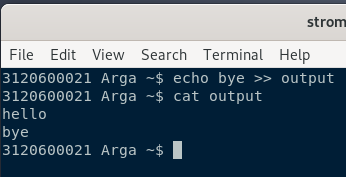 strom
File Edit View Search Terminal Help
3120600021 Arga ~$ echo bye >> output
3120600021 Arga ~$ cat output
hello
bye
3120600021 Arga ~$